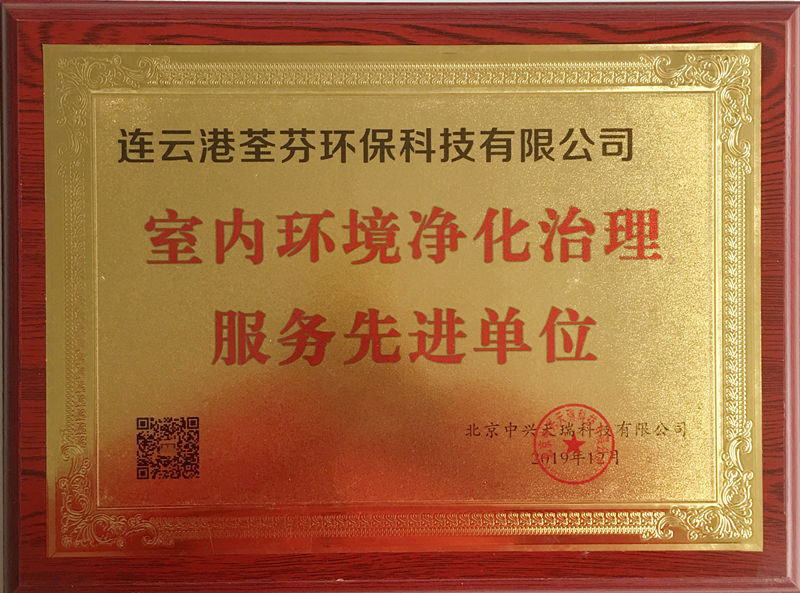 连云港荃芬环保科技有限公司
室内环境净化治理
服务先进单位
北京中兴天瑞科技有限公司
2019年12月